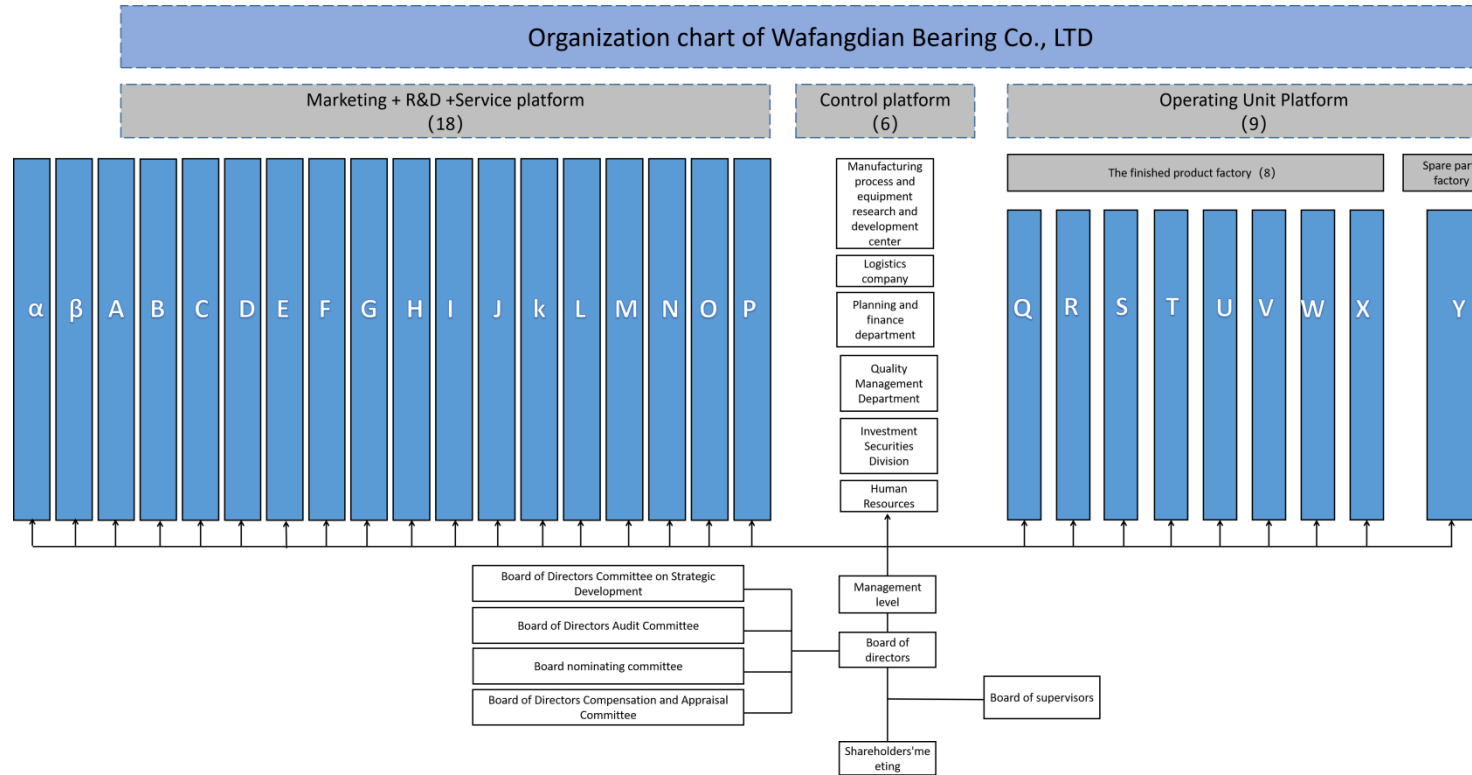 Organization chart of Wafangdian Bearing Co., LTD
Marketing + R&D +Service platform
(18)
Control platform
(6)
Operating Unit Platform
(9)
Manufacturing
process and
equipment
research and
development
center
Logistics
company
Planning and
finance
department
Quality
Management
Department
Investment
Securities
Division
Human
Resources
The finished product factory (8)
Spare par
factory
α β A B C D E F G H I J k L M N O P
Q R S T U V W X Y
Board of Directors Committee on Strategic
Development
Board of Directors Audit Committee
Board nominating committee
Board of Directors Compensation and Appraisal
Committee
Management
level
Board of
directors
Board of supervisors
Shareholders'me
eting